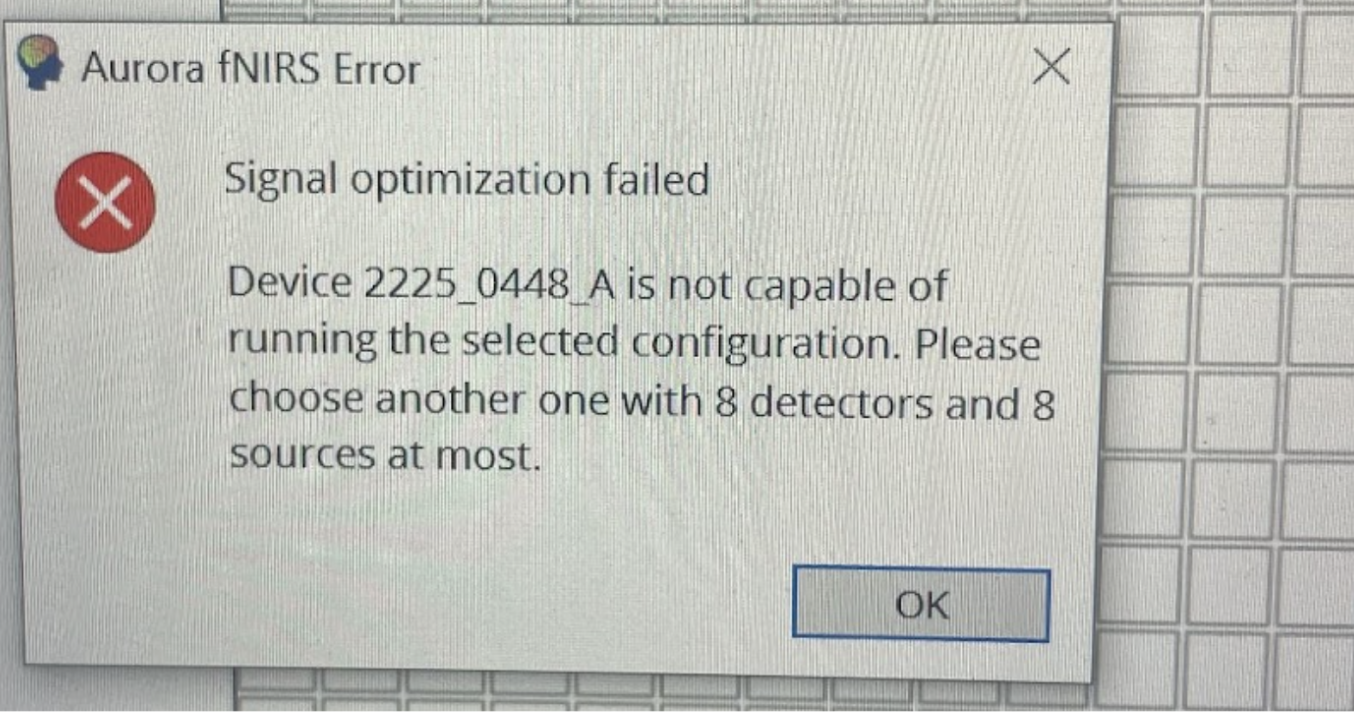 Aurora fNIRS Error
Signal optimization failed
Device 2225_0448_A is not capable of
running the selected configuration. Please
choose another one with 8 detectors and 8
sources at most.
OK